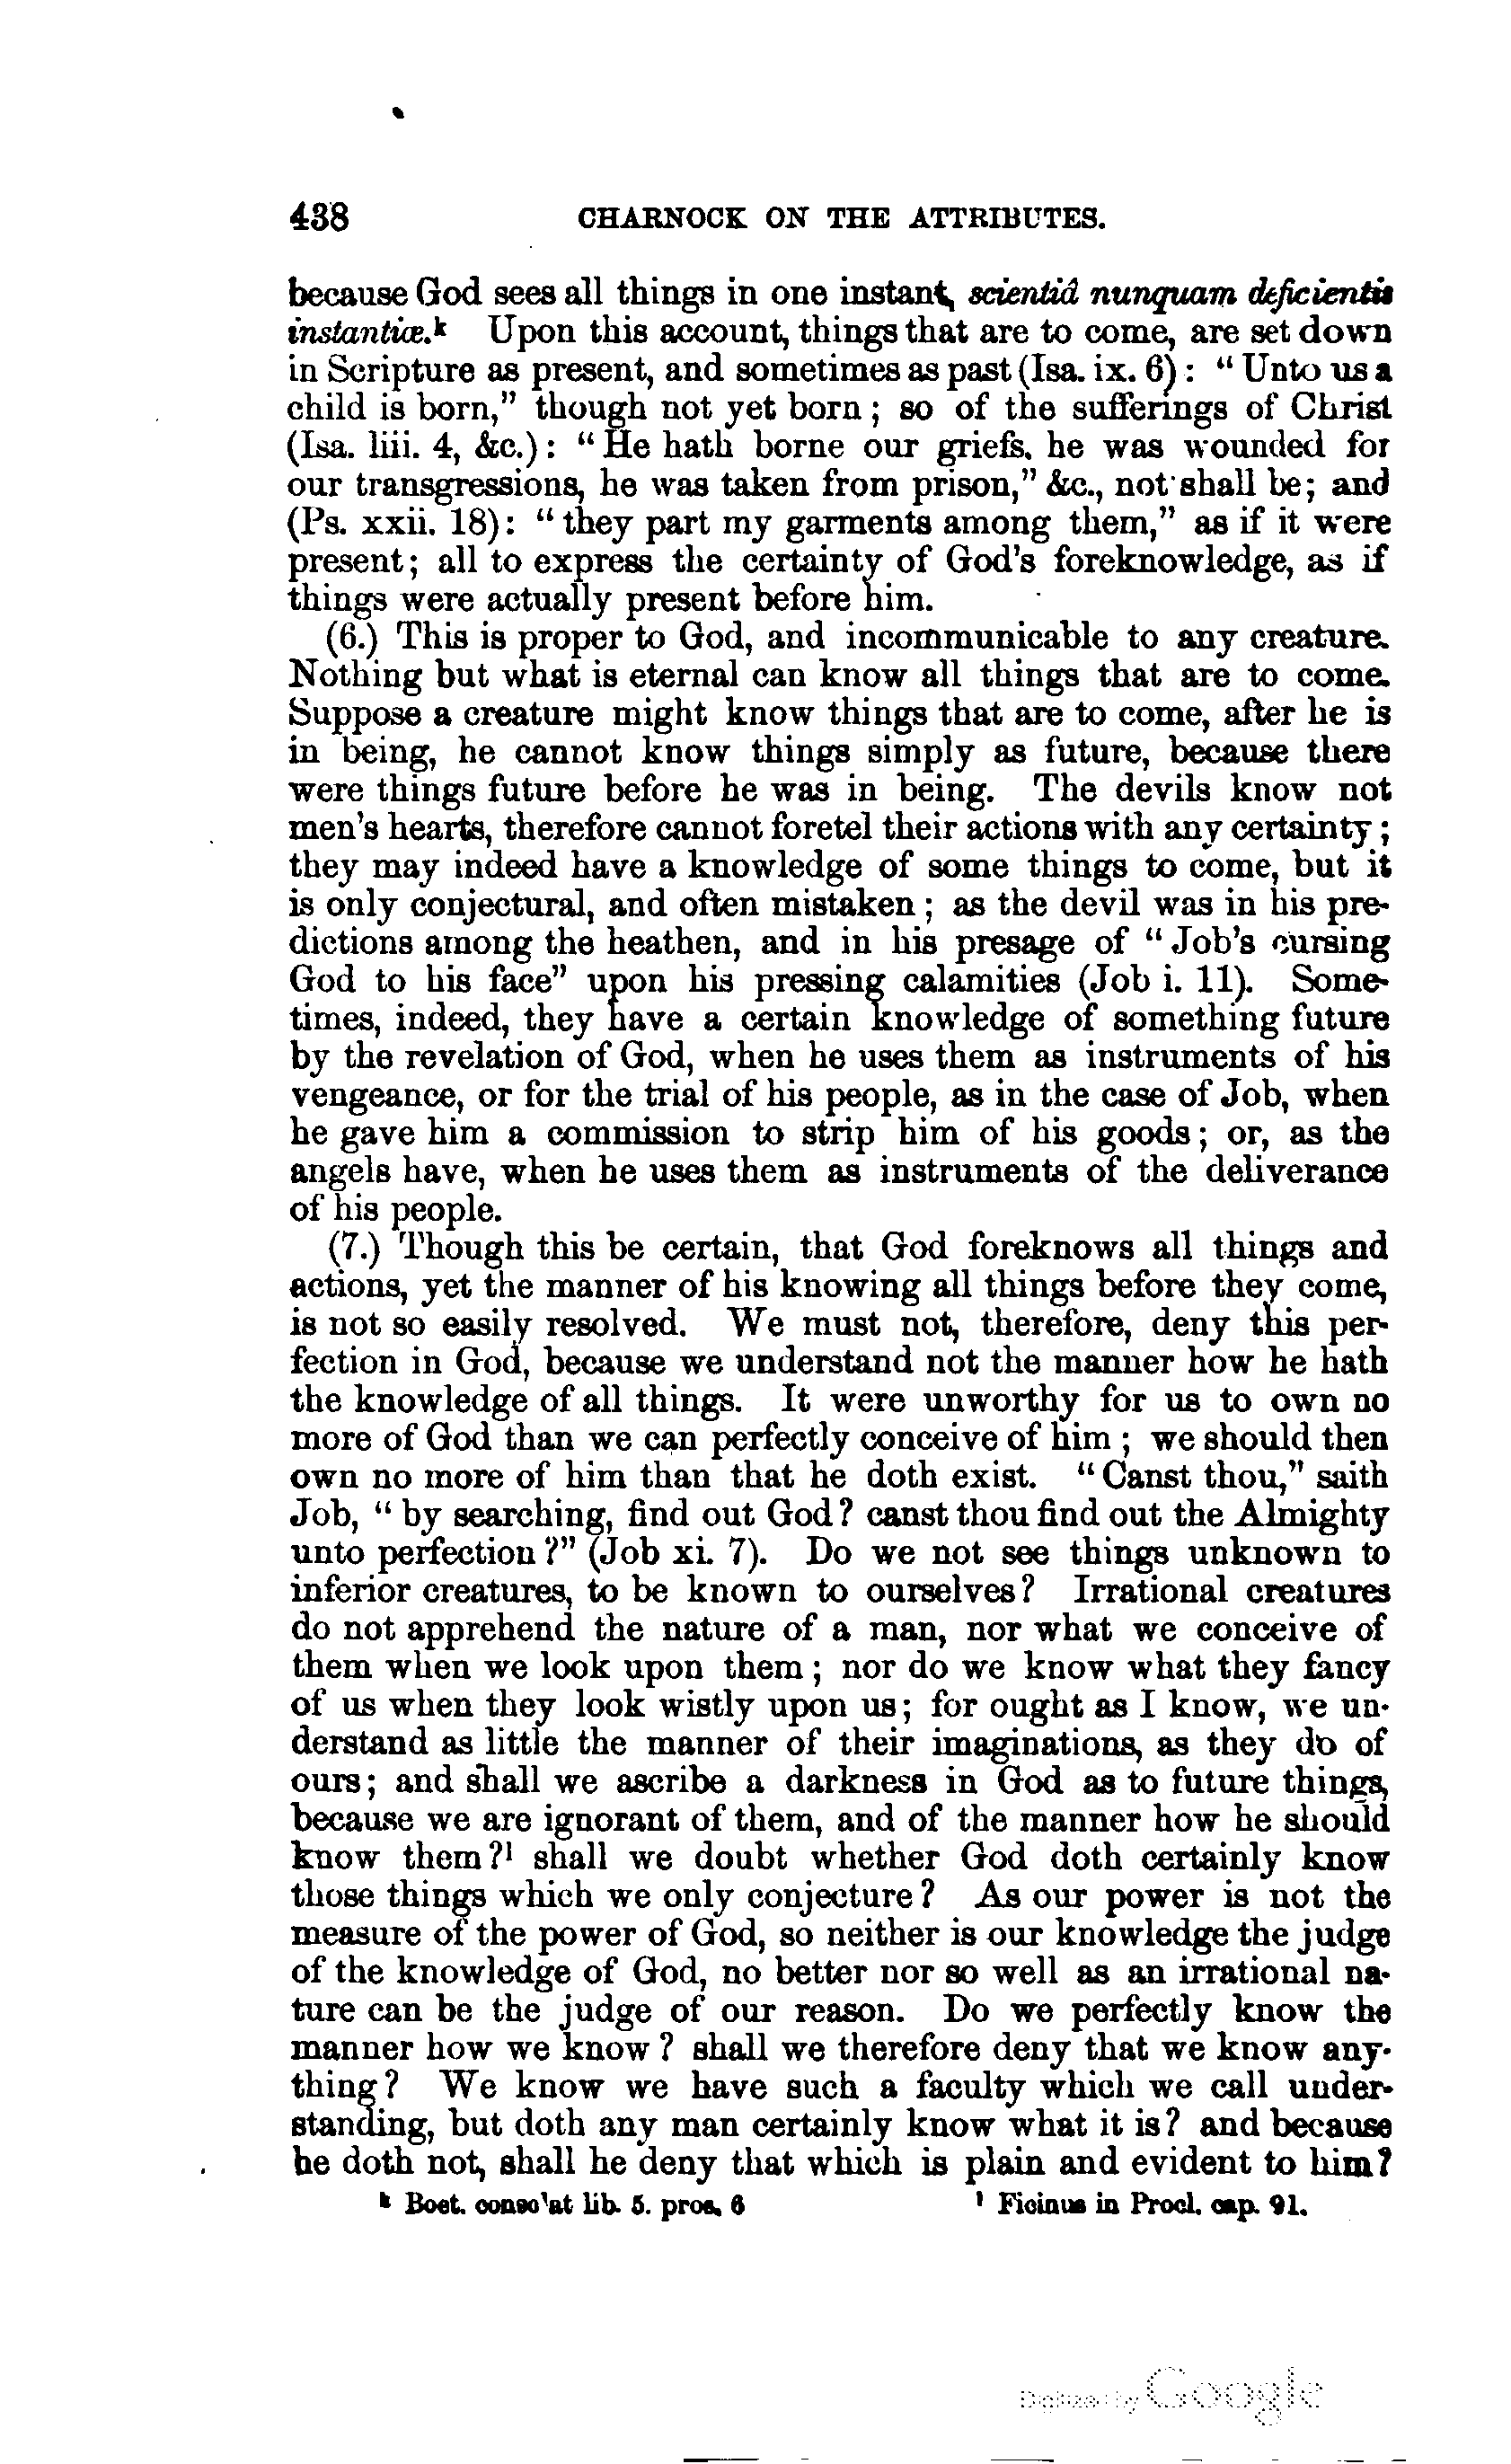 438 CHARNOCK ON THE ATTRIBUTES.
because God sees all things in one instant, scientiâ nunquam deficientis
instantiæ.k Upon this account, things that are to come, are set down
in Scripture as present, and sometimes as past (Isa. ix. 6): “Unto us a
child is born,” though not yet born; so of the sufferings of Christ
(Isa. liii. 4, &c.): “He hath borne our griefs. he was wounded for
our transgressions, he was taken from prison,” &c., not shall be; and
(Ps. xxii. 18): “they part my garments among them,” as if it were
present; all to express the certainty of God's foreknowledge, as if
things were actually present before him.
(6.) This is proper to God, and incommunicable to any creature.
Nothing but what is eternal can know all things that are to come.
Suppose a creature might know things that are to come, after he is
in being, he cannot know things simply as future, because there
were things future before he was in being. The devils know not
men's hearts, therefore cannot foretel their actions with any certainty;
they may indeed have a knowledge of some things to come, but it
is only conjectural, and often mistaken; as the devil was in his pre-
dictions among the heathen, and in his presage of “Job's cursing
God to his face” upon his pressing calamities (Job i. 11). Some-
times, indeed, they have a certain knowledge of something future
by the revelation of God, when he uses them as instruments of his
vengeance, or for the trial of his people, as in the case of Job, when
he gave him a commission to strip him of his goods; or, as the
angels have, when he uses them as instruments of the deliverance
of his people.
(7.) Though this be certain, that God foreknows all things and
actions, yet the manner of his knowing all things before they come,
is not so easily resolved. We must not, therefore, deny this per-
fection in God, because we understand not the manner how he hath
the knowledge of all things. It were unworthy for us to own no
more of God than we can perfectly conceive of him; we should then
own no more of him than that he doth exist. “Canst thou,” saith
Job, “by searching, find out God? canst thou find out the Almighty
unto perfection?” (Job xi. 7). Do we not see things unknown to
inferior creatures, to be known to ourselves? Irrational creatures
do not apprehend the nature of a man, nor what we conceive of
them when we look upon them; nor do we know what they fancy
of us when they look wistly upon us; for ought as I know, we un-
derstand as little the manner of their imaginations, as they do of
ours; and shall we ascribe a darkness in God as to future things,
because we are ignorant of them, and of the manner how he should
know them?l shall we doubt whether God doth certainly know
those things which we only conjecture? As our power is not the
measure of the power of God, so neither is our knowledge the judge
of the knowledge of God, no better nor so well as an irrational na-
ture can be the judge of our reason. Do we perfectly know the
manner how we know? shall we therefore deny that we know any-
thing? We know we have such a faculty which we call under-
standing, but doth any man certainly know what it is? and because
he doth not, shall he deny that which is plain and evident to him?
k Boet. conso'at lib. 5. pros. 6 l Ficinus in Procl. cap. 91.
Digitized by Google